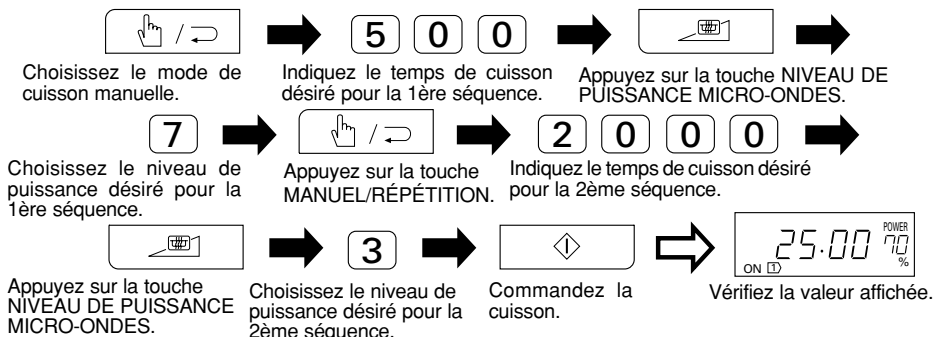 /
5 0 0
Choisissez le mode de
cuisson manuelle.
Indiquez le temps de cuisson
désiré pour la 1ère séquence.
Appuyez sur la touche NIVEAU DE
PUISSANCE MICRO-ONDES.
7
/
2 0 0 0
Choisissez le niveau de
puissance désiré pour la
1ère séquence.
Appuyez sur la touche
MANUEL/RÉPÉTITION.
Indiquez le temps de cuisson désiré
pour la 2ème séquence.
3
25.00 POWER 70 %
ON 1
Appuyez sur la touche
NIVEAU DE PUISSANCE
MICRO-ONDES.
Choisissez le niveau de
puissance désiré pour la
2ème séquence.
Commandez la
cuisson.
Vérifiez la valeur affichée.